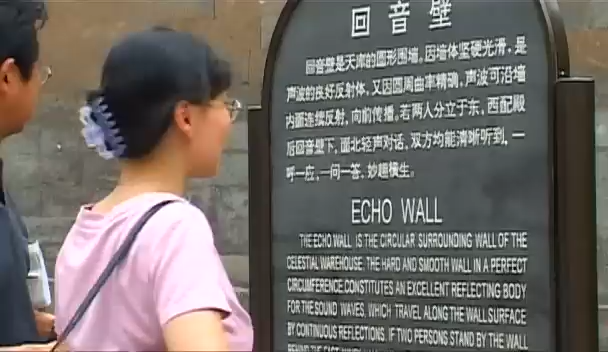 回音壁
回音壁是天库的圆形围墙。因墙体坚硬光滑,是
声波的良好反射体,又因圆周曲率精确,声波可沿墙
内面连续反射,向前传播。若两人分立于东、西配殿
后回音壁下,面北轻声对话,双方均能清晰听到,一
呼一应,一问一答,妙趣横生。
ECHO WALL
THE ECHO WALL IS THE CIRCULAR SURROUNDING WALL OF THE
CELESTIAL WAREHOUSE. THE HARD AND SMOOTH WALL IN A PERFECT
CIRCUMFERENCE CONSTITUTES AN EXCELLENT REFLECTING BODY
FOR THE SOUND WAVES, WHICH TRAVEL ALONG THE WALL SURFACE
BY CONTINUOUS REFLECTIONS. IF TWO PERSONS STAND BY THE WALL
BEHIND THE EAST